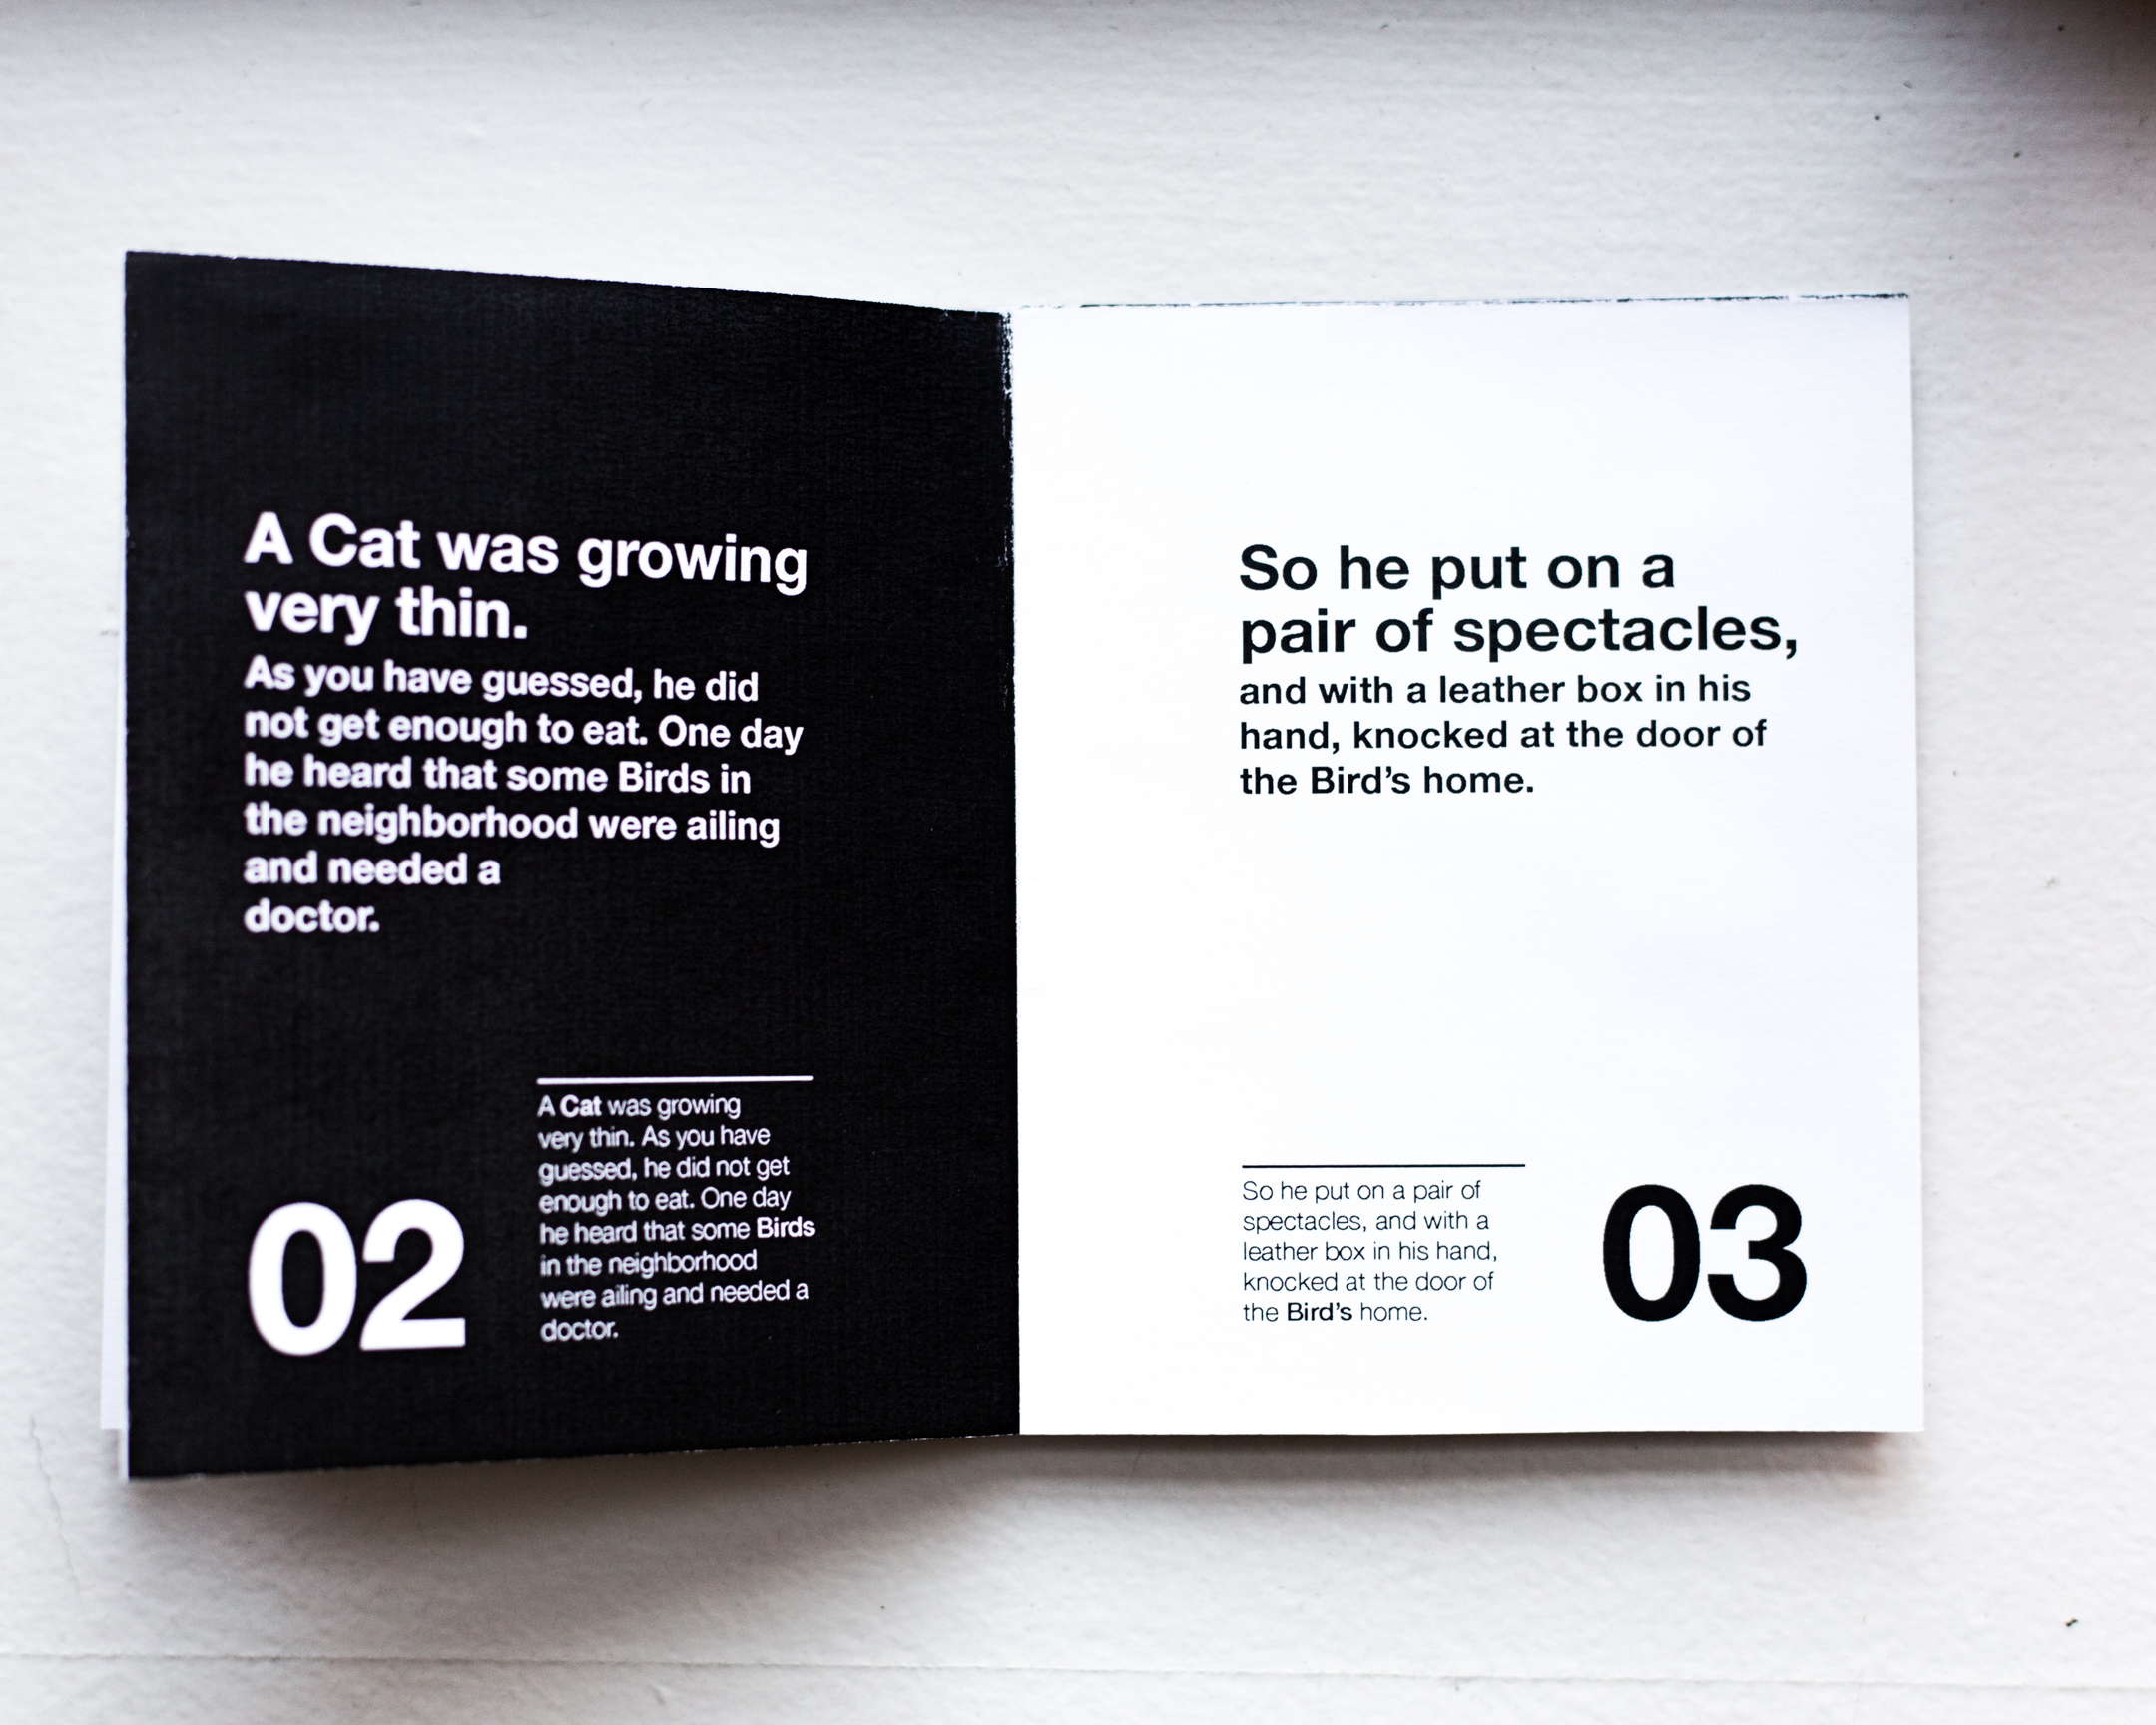 A Cat was growing
very thin.
As you have guessed, he did
not get enough to eat. One day
he heard that some Birds in
the neighborhood were ailing
and needed a
doctor.
02
A Cat was growing
very thin. As you have
guessed, he did not get
enough to eat. One day
he heard that some Birds
in the neighborhood
were ailing and needed a
doctor.
So he put on a
pair of spectacles,
and with a leather box in his
hand, knocked at the door of
the Bird’s home.
So he put on a pair of
spectacles, and with a
leather box in his hand,
knocked at the door of
the Bird’s home.
03